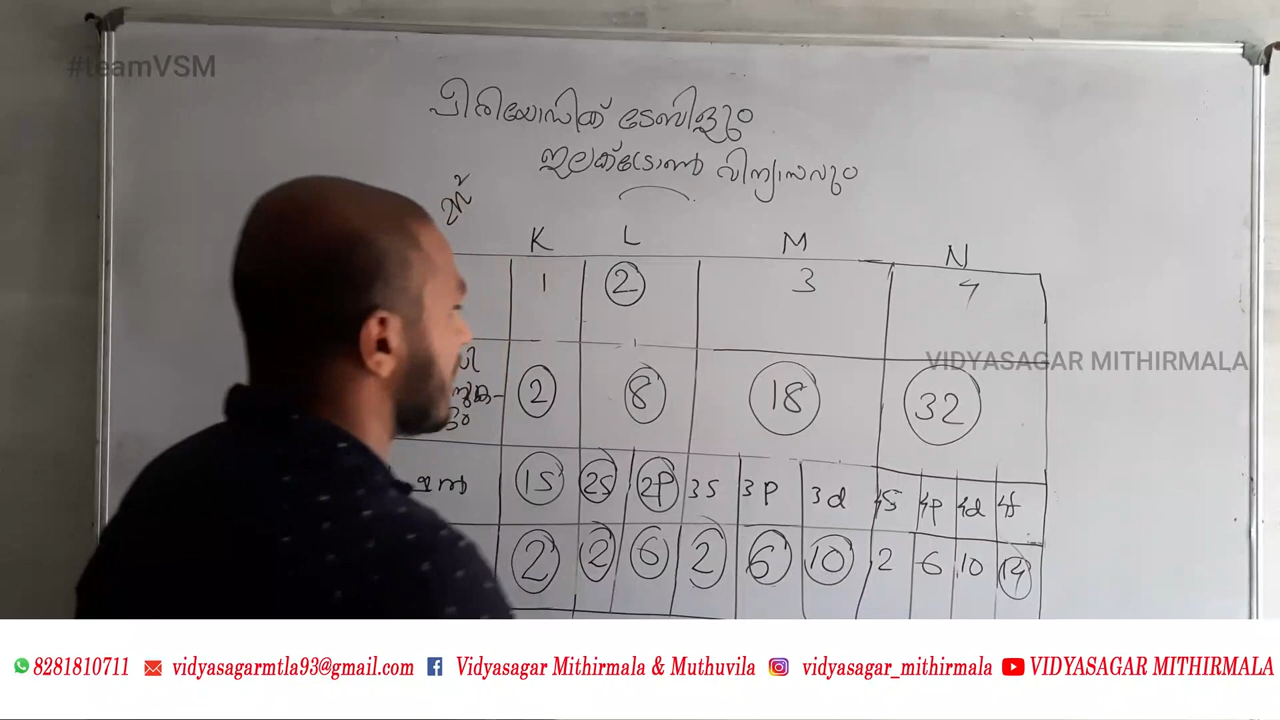 #teamVSM
പീരിയോഡിക് ടേബിളും
ഇലക്ട്രോൺ വിന്യാസവും
K L M N
1 2 3 4
VIDYASAGAR MITHIRMALA
2 8 18 32
1S 2S 2P 3S 3P 3d 4S 4P 4d 4f
2 2 6 2 6 10 2 6 10 14
8281810711 vidyasagarmtla93@gmail.com Vidyasagar Mithirmala & Muthuvila vidyasagar_mithirmala VIDYASAGAR MITHIRMALA